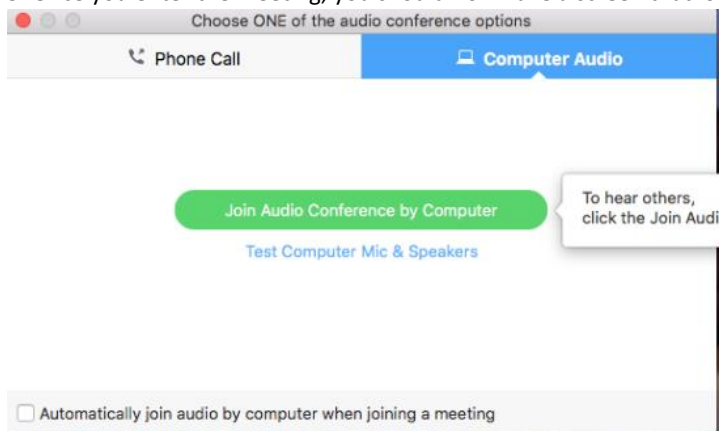 Choose ONE of the audio conference options
Phone Call
Computer Audio
Join Audio Conference by Computer
To hear others,
click the Join Audi
Test Computer Mic & Speakers
Automatically join audio by computer when joining a meeting